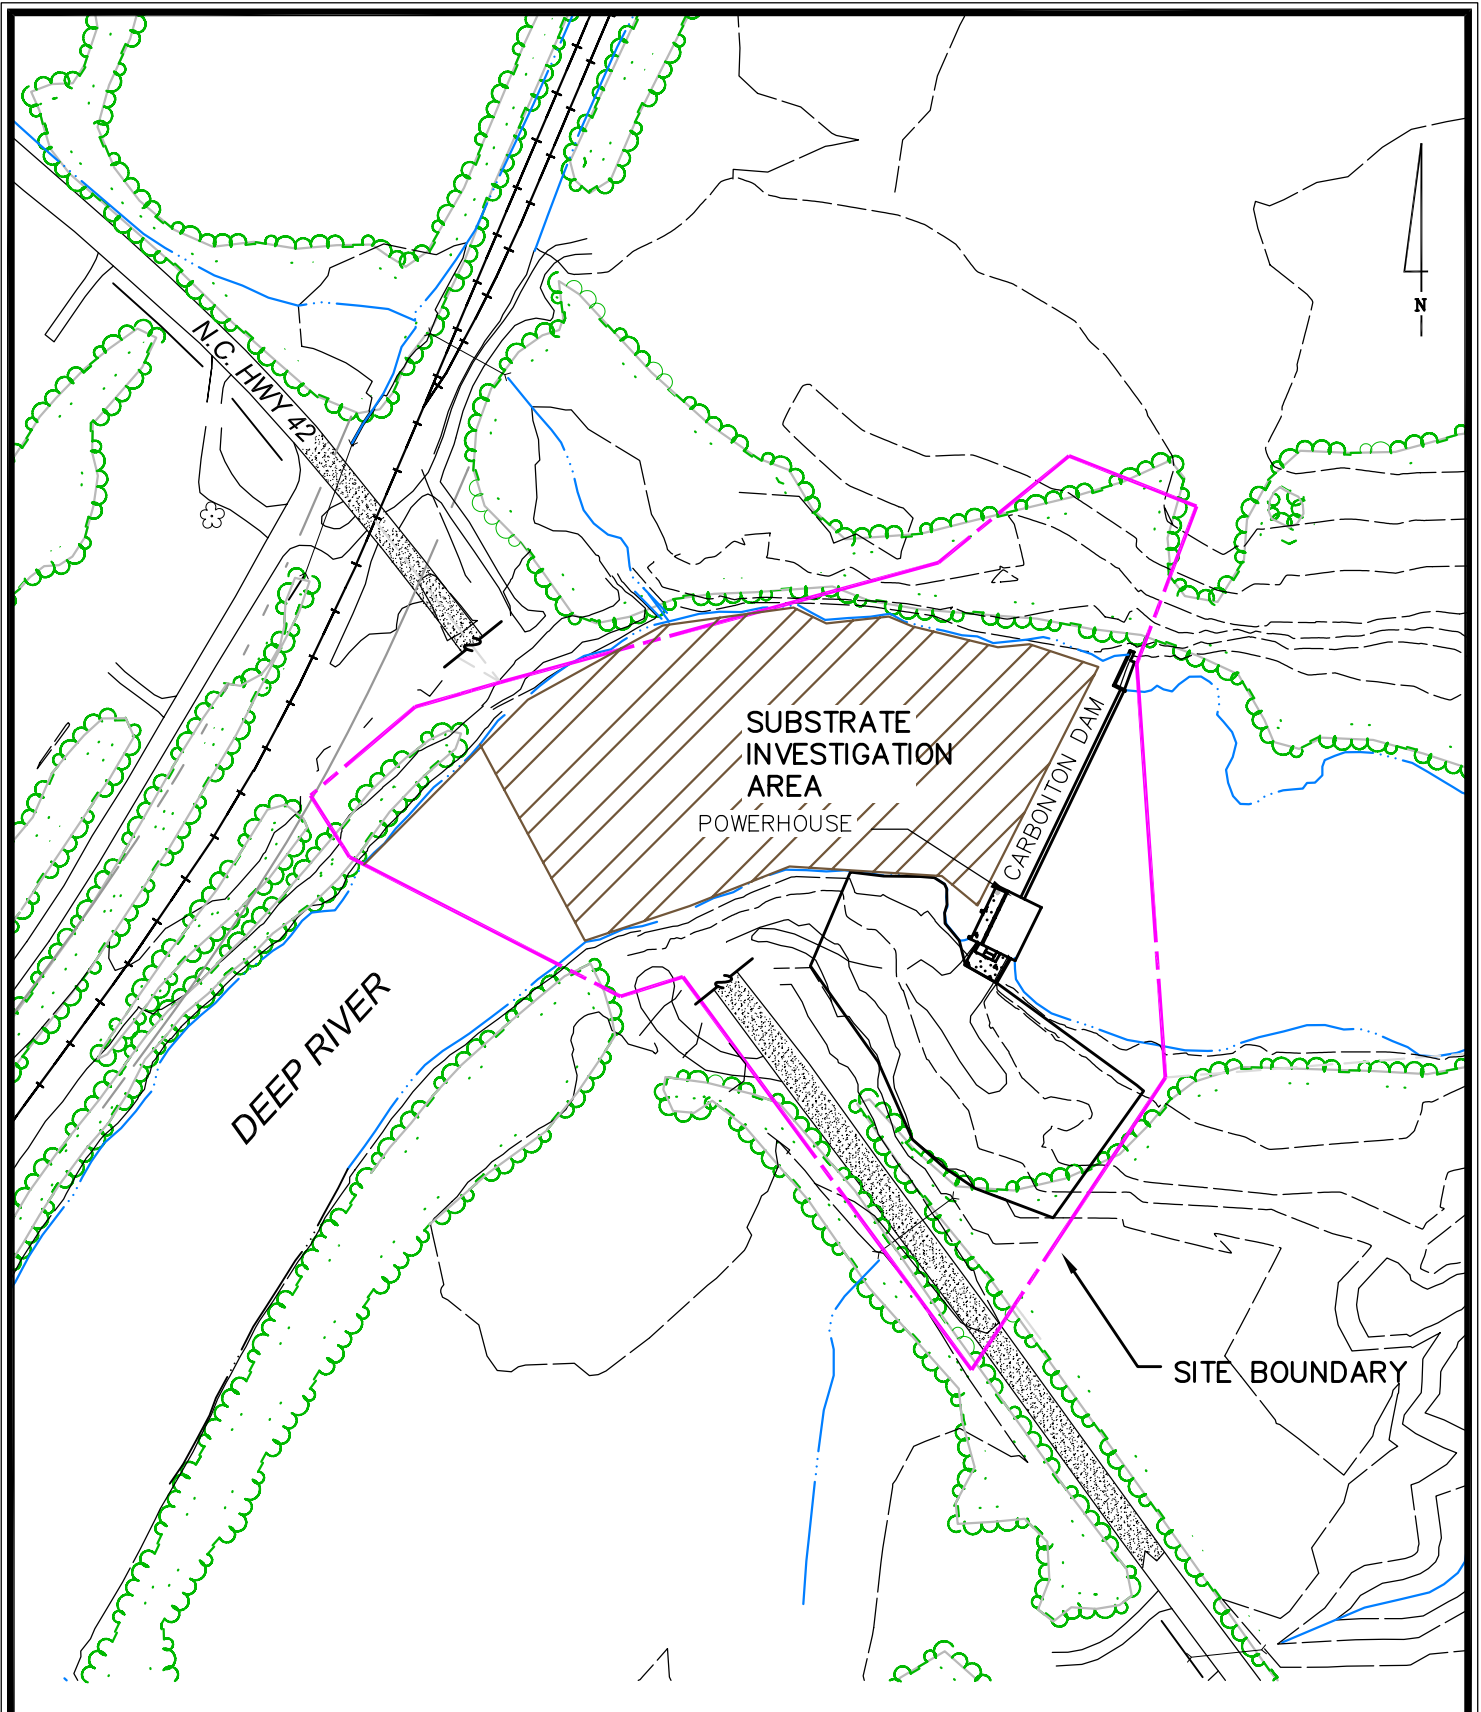 N
N.C. HWY 42
SUBSTRATE
INVESTIGATION
AREA
POWERHOUSE
CARBONTON DAM
DEEP RIVER
SITE BOUNDARY